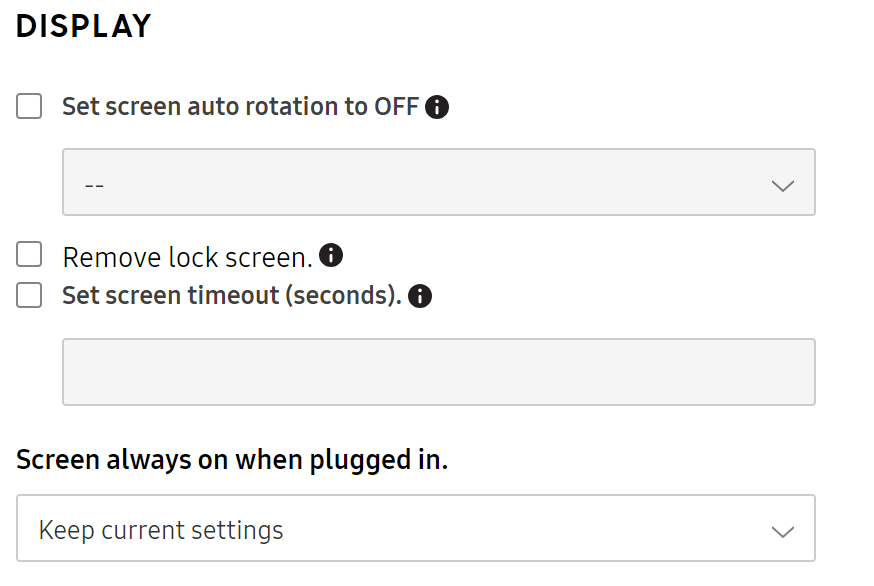 DISPLAY
Set screen auto rotation to OFF
--
Remove lock screen.
Set screen timeout (seconds).
Screen always on when plugged in.
Keep current settings